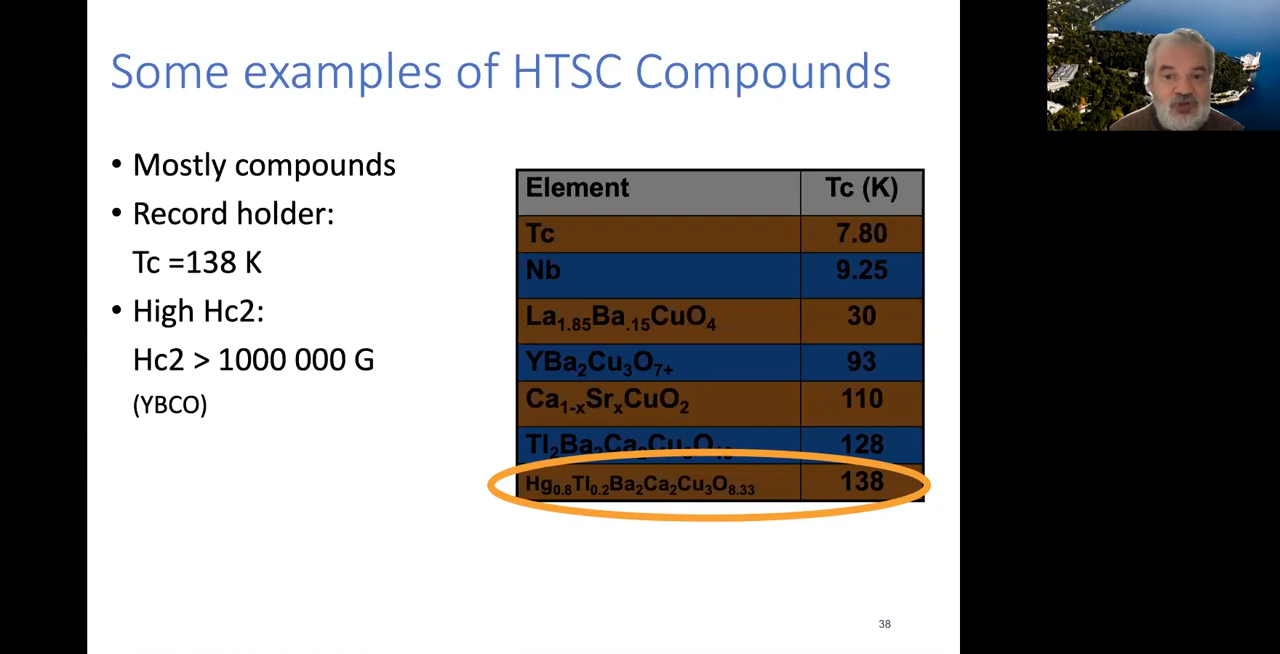 Some examples of HTSC Compounds
• Mostly compounds
• Record holder:
Tc =138 K
• High Hc2:
Hc2 > 1000 000 G
(YBCO)
Element Tc (K)
Tc 7.80
Nb 9.25
La₁.₈₅Ba.₁₅CuO₄ 30
YBa₂Cu₃O₇₊ 93
Ca₁₋ₓSrₓCuO₂ 110
128
Hg₀.₈Tl₀.₂Ba₂Ca₂Cu₃O₈.₃₃ 138
38